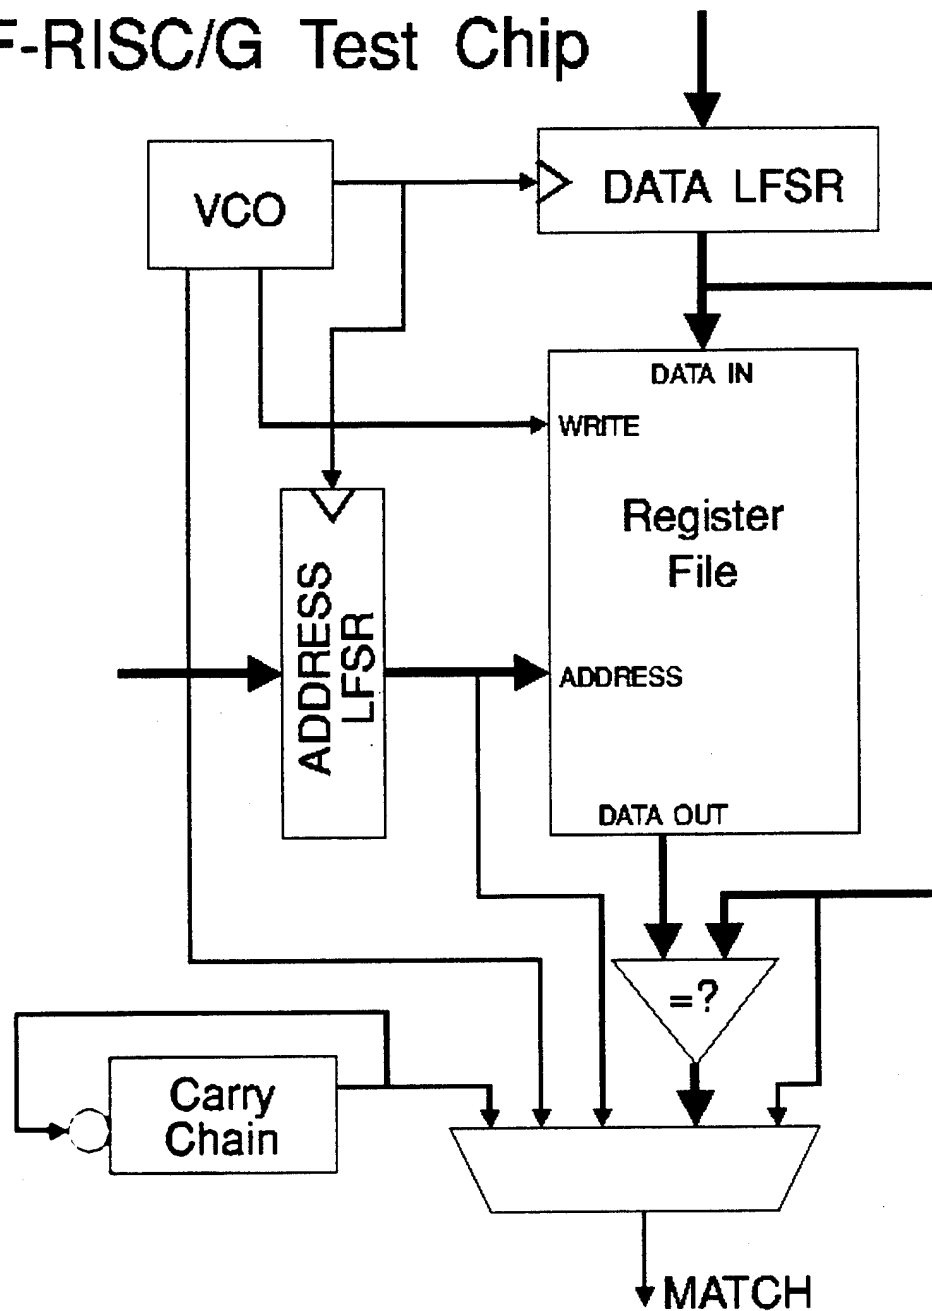 F-RISC/G Test Chip
VCO
DATA LFSR
DATA IN
WRITE
Register
File
ADDRESS
LFSR
ADDRESS
DATA OUT
=?
Carry
Chain
MATCH